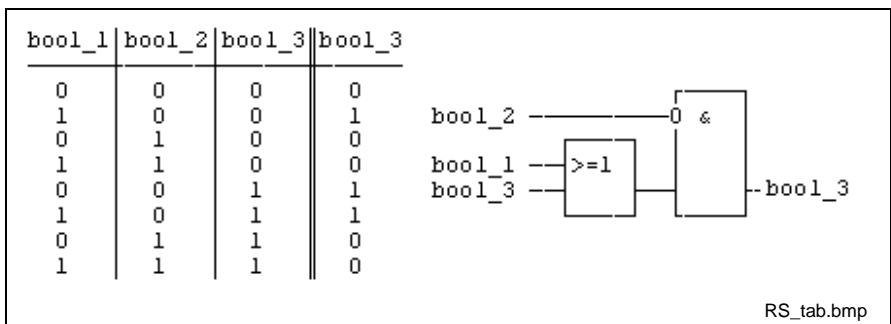 bool_1 bool_2 bool_3 bool_3
0 0 0 0
1 0 0 1
0 1 0 0
1 1 0 0
0 0 1 1
1 0 1 1
0 1 1 0
1 1 1 0
bool_2 0 &
bool_1 >=1
bool_3 bool_3
RS_tab.bmp